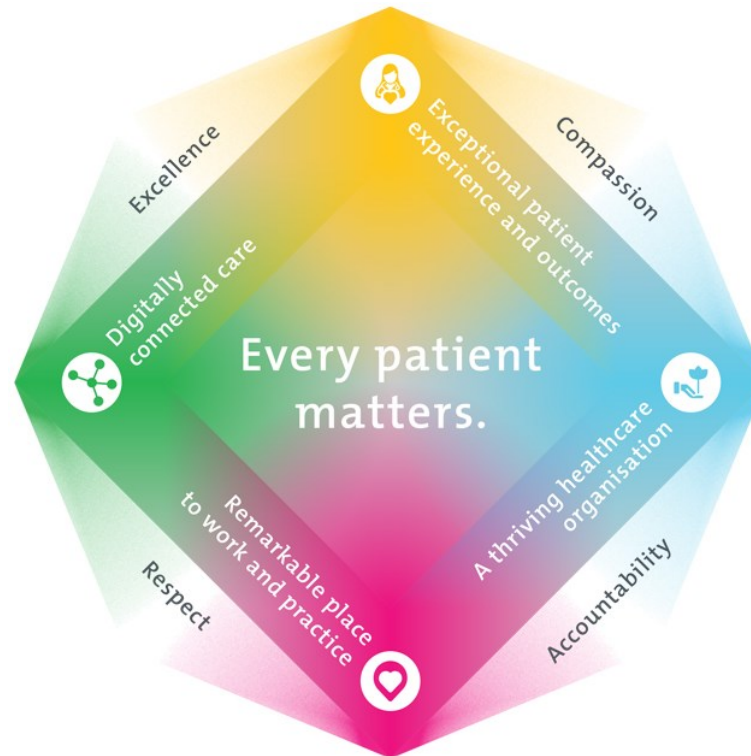 Excellence
Compassion
Exceptional patient
experience and outcomes
Digitally
connected care
Every patient
matters.
A thriving healthcare
organisation
Remarkable place
to work and practice
Respect
Accountability